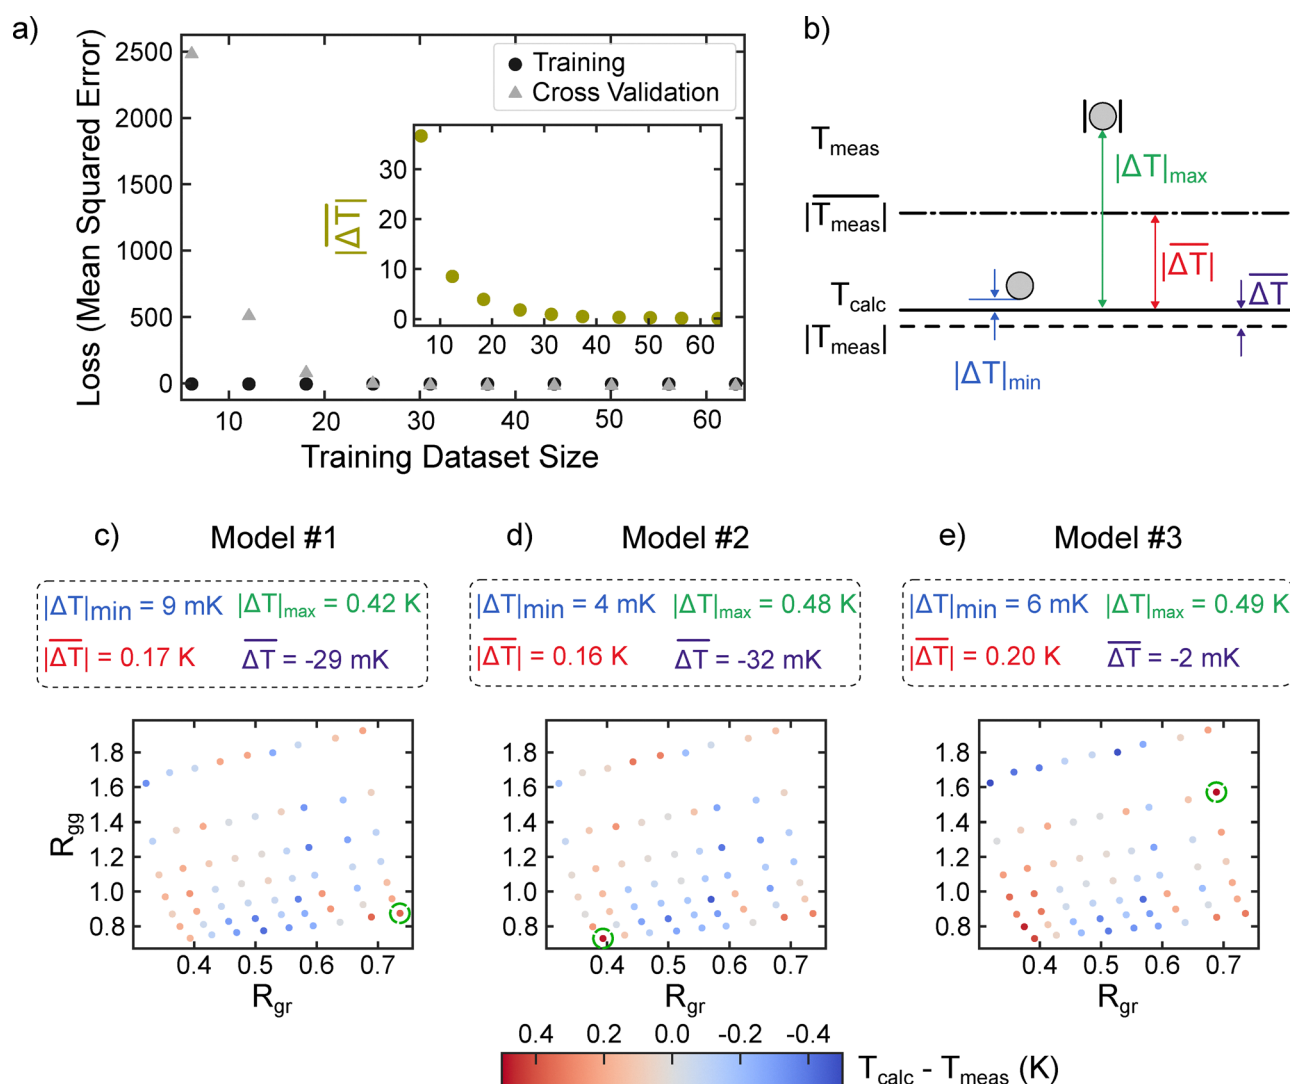 a)
Loss (Mean Squared Error)
2500
2000
1500
1000
500
0
10
20
30
40
50
60
Training Dataset Size
Training
Cross Validation
|ΔT|
30
20
10
0
10
20
30
40
50
60
b)
T_meas
|T_meas|
T_calc
|T_meas|
|ΔT|_max
|ΔT|
ΔT
|ΔT|_min
c) Model #1
|ΔT|min = 9 mK |ΔT|max = 0.42 K
|ΔT| = 0.17 K ΔT = -29 mK
d) Model #2
|ΔT|min = 4 mK |ΔT|max = 0.48 K
|ΔT| = 0.16 K ΔT = -32 mK
e) Model #3
|ΔT|min = 6 mK |ΔT|max = 0.49 K
|ΔT| = 0.20 K ΔT = -2 mK
R_gg
1.8
1.6
1.4
1.2
1.0
0.8
0.4 0.5 0.6 0.7
R_gr
1.8
1.6
1.4
1.2
1.0
0.8
0.4 0.5 0.6 0.7
R_gr
1.8
1.6
1.4
1.2
1.0
0.8
0.4 0.5 0.6 0.7
R_gr
0.4 0.2 0.0 -0.2 -0.4
T_calc - T_meas (K)